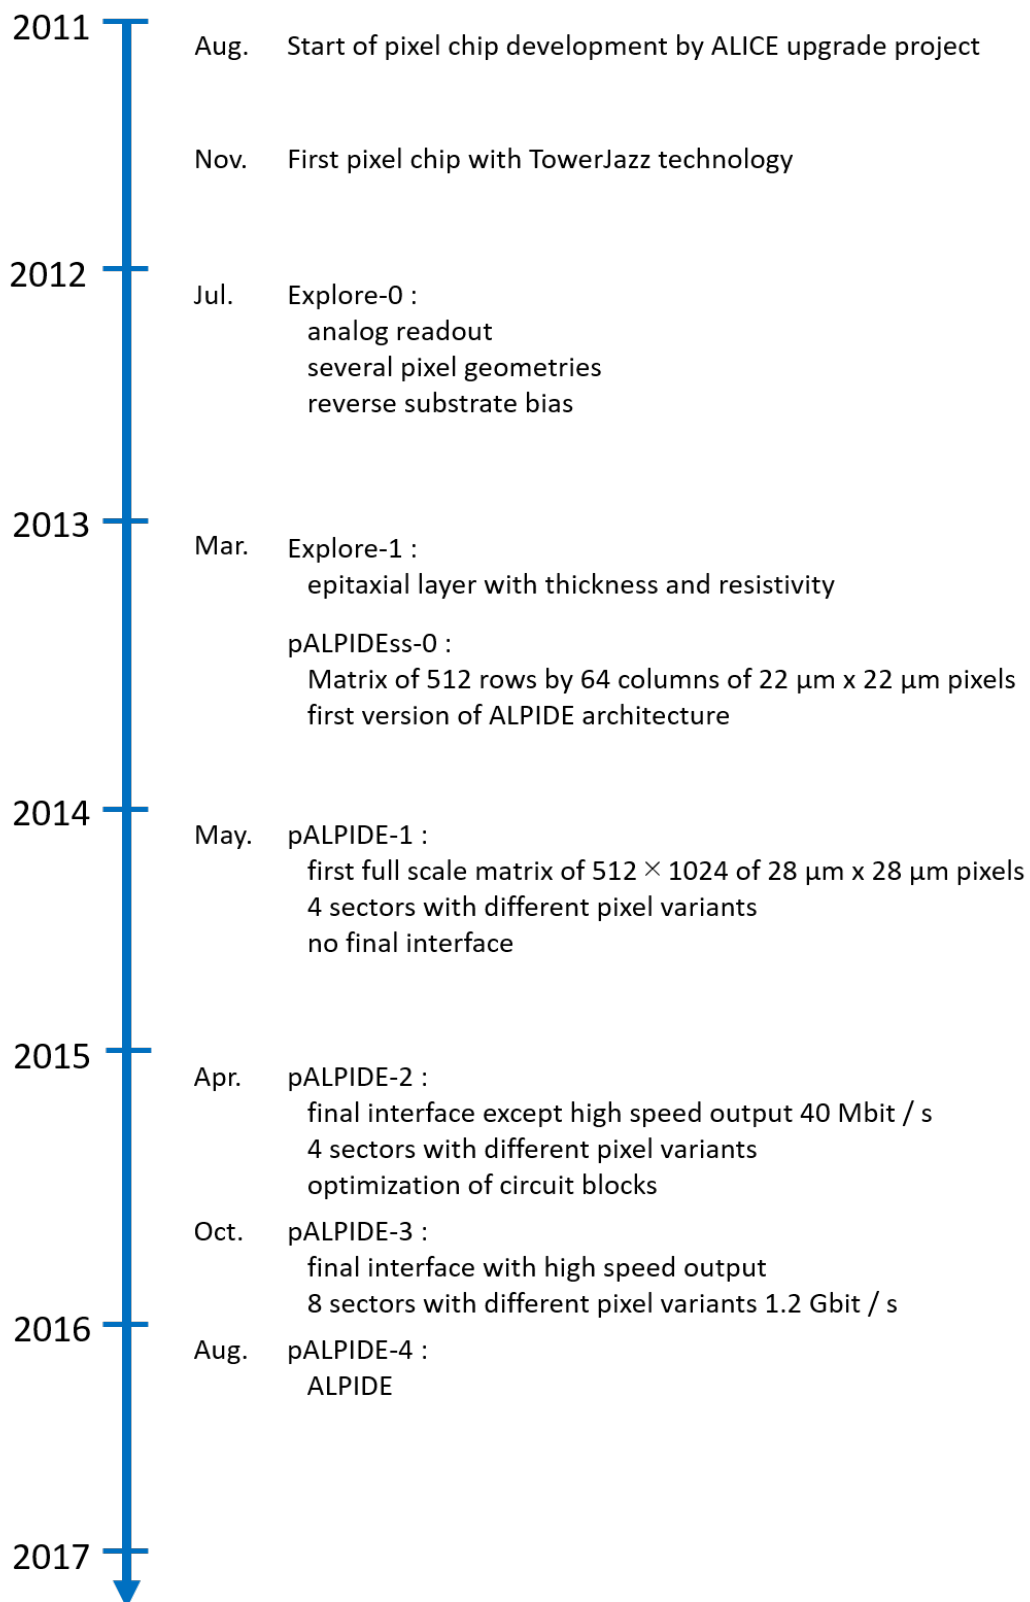 2011
Aug. Start of pixel chip development by ALICE upgrade project
Nov. First pixel chip with TowerJazz technology
2012
Jul. Explore-0 :
analog readout
several pixel geometries
reverse substrate bias
2013
Mar. Explore-1 :
epitaxial layer with thickness and resistivity
pALPIDEss-0 :
Matrix of 512 rows by 64 columns of 22 μm x 22 μm pixels
first version of ALPIDE architecture
2014
May. pALPIDE-1 :
first full scale matrix of 512 × 1024 of 28 μm x 28 μm pixels
4 sectors with different pixel variants
no final interface
2015
Apr. pALPIDE-2 :
final interface except high speed output 40 Mbit / s
4 sectors with different pixel variants
optimization of circuit blocks
Oct. pALPIDE-3 :
final interface with high speed output
8 sectors with different pixel variants 1.2 Gbit / s
2016
Aug. pALPIDE-4 :
ALPIDE
2017